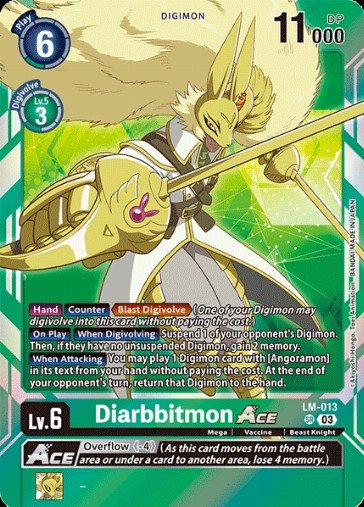 DIGIMON
Play
6
DP
11000
Digivolve
Lv.5
3
Hand Counter Blast Digivolve (One of your Digimon may
digivolve into this card without paying the cost.)
On Play When Digivolving Suspend 1 of your opponent's Digimon.
Then, if they have no unsuspended Digimon, gain 2 memory.
When Attacking You may play 1 Digimon card with [Angoramon]
in its text from your hand without paying the cost. At the end
of your opponent's turn, return that Digimon to the hand.
Lv.6
Diarbbitmon ACE
LM-013
SR 03
Mega Vaccine Beast Knight
ACE Overflow ⟨-4⟩ (As this card moves from the battle
area or under a card to another area, lose 4 memory.)
–